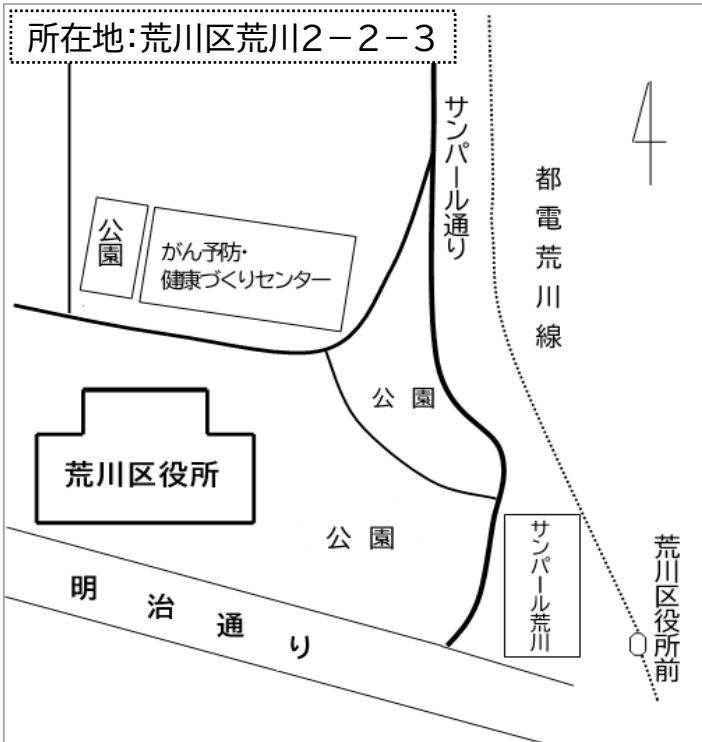 所在地:荒川区荒川2-2-3
サンパール通り
都電荒川線
公園
がん予防・
健康づくりセンター
公園
荒川区役所
公園
サンパール荒川
荒川区役所前
明治通り